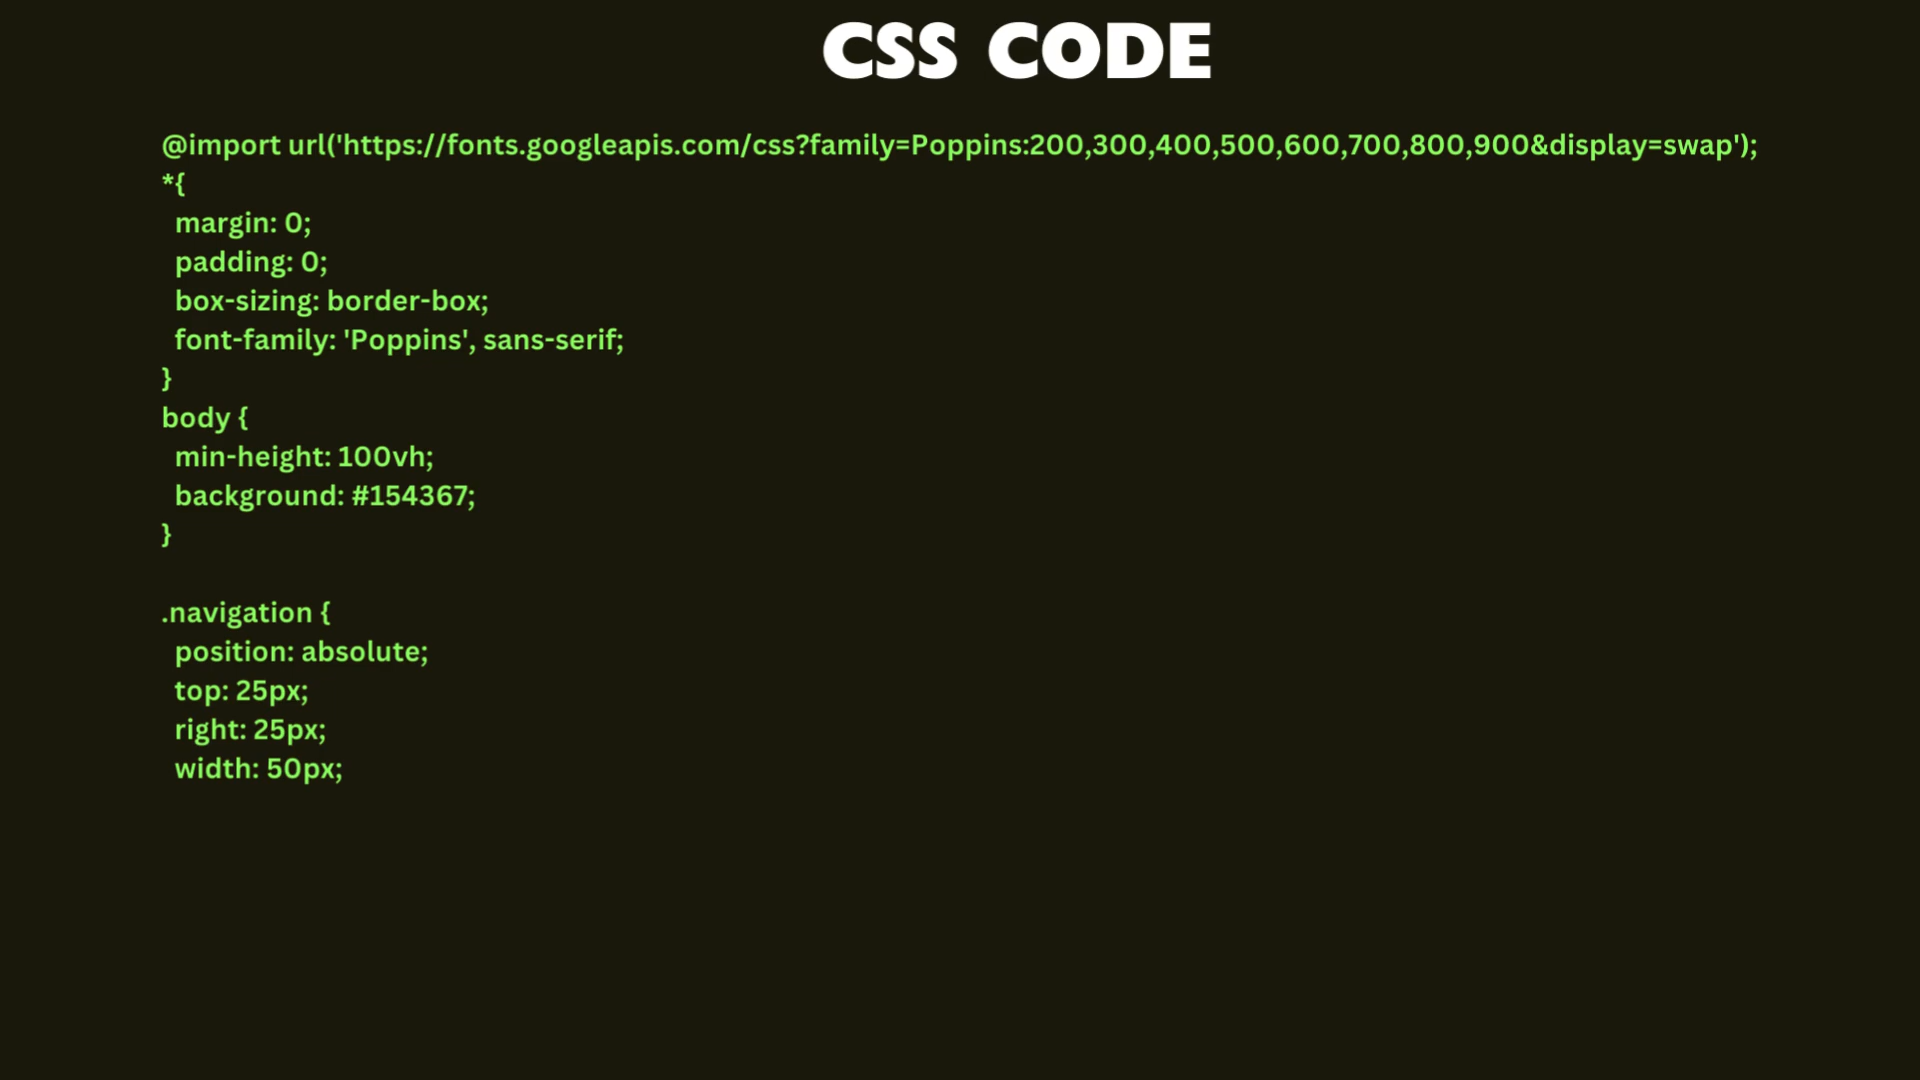 CSS CODE
@import url('https://fonts.googleapis.com/css?family=Poppins:200,300,400,500,600,700,800,900&display=swap');
*{
  margin: 0;
  padding: 0;
  box-sizing: border-box;
  font-family: 'Poppins', sans-serif;
}
body {
  min-height: 100vh;
  background: #154367;
}

.navigation {
  position: absolute;
  top: 25px;
  right: 25px;
  width: 50px;